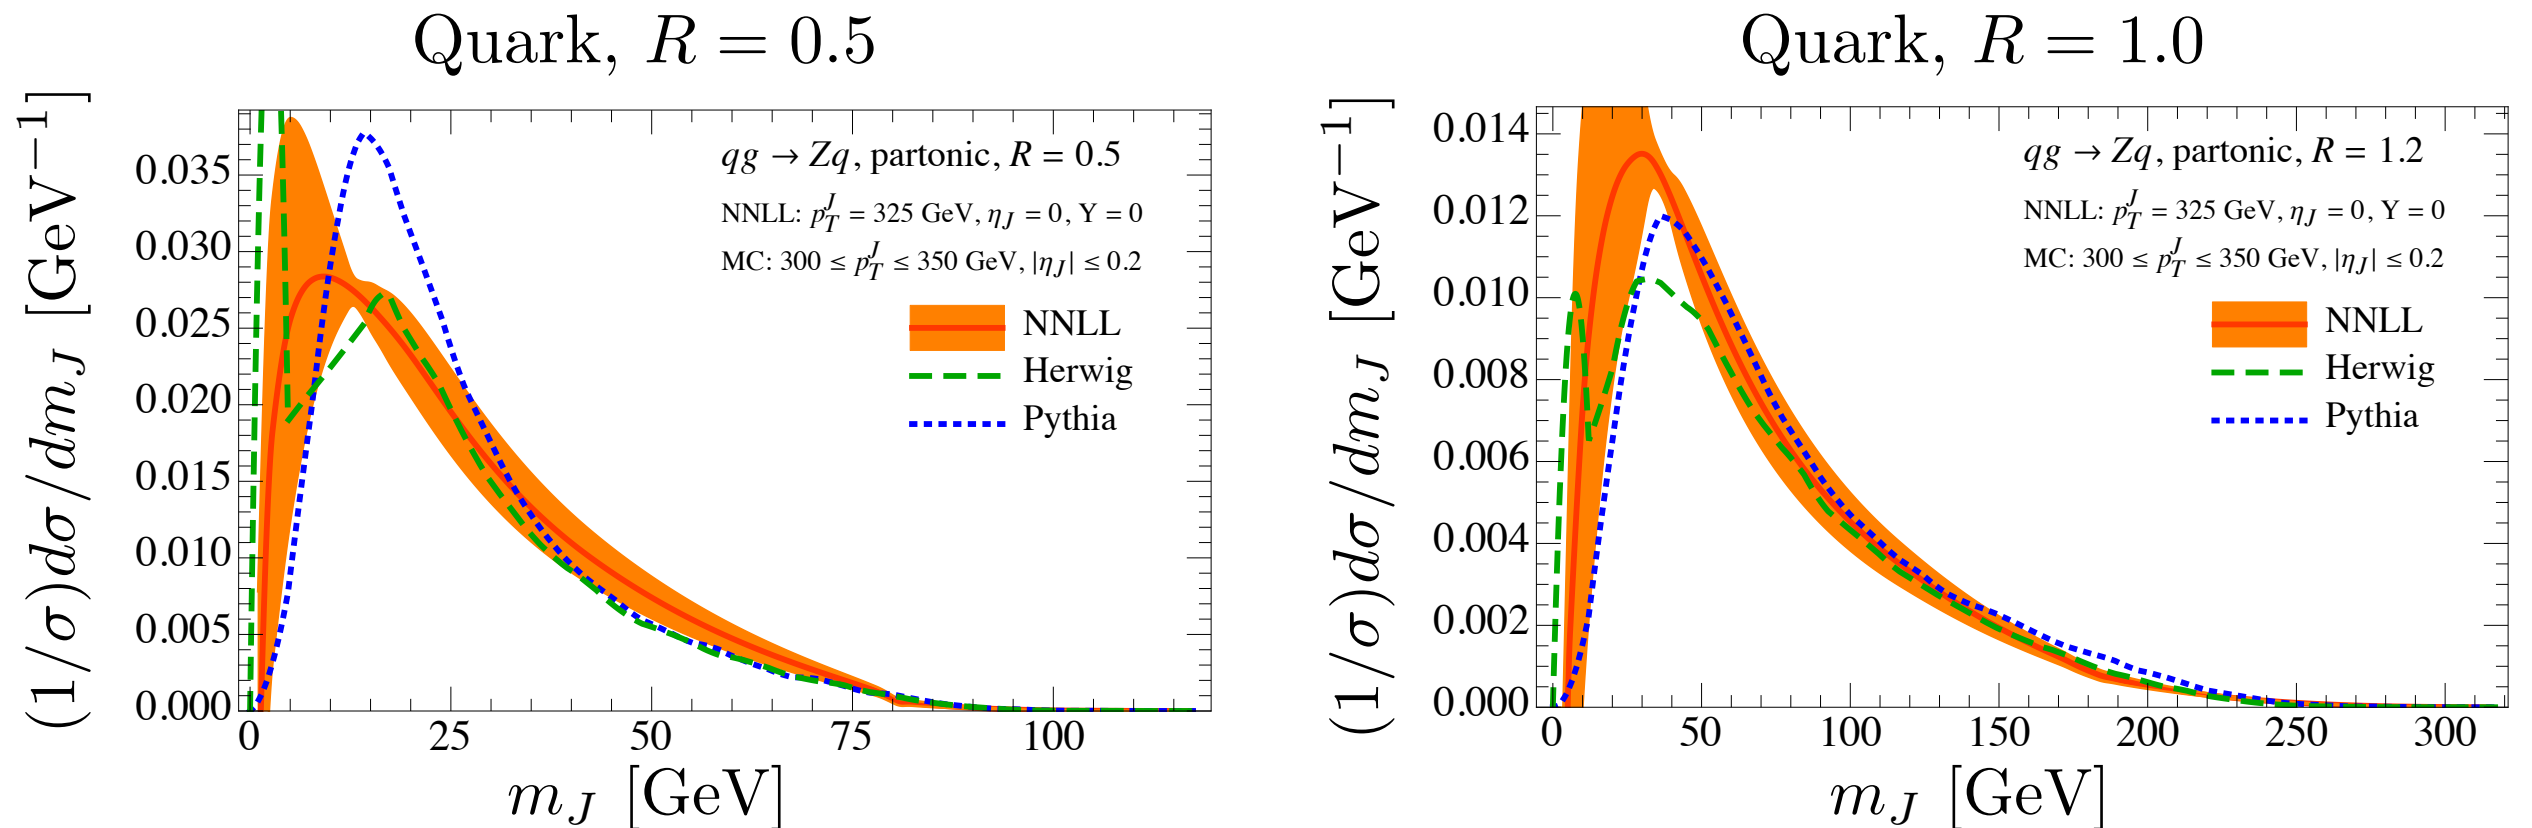 Quark, R = 0.5
(1/σ)dσ/dm_J [GeV⁻¹]
0.035
0.030
0.025
0.020
0.015
0.010
0.005
0.000
qg → Zq, partonic, R = 0.5
NNLL: p_T^J = 325 GeV, η_J = 0, Y = 0
MC: 300 ≤ p_T^J ≤ 350 GeV, |η_J| ≤ 0.2
NNLL
Herwig
Pythia
0 25 50 75 100
m_J [GeV]
Quark, R = 1.0
(1/σ)dσ/dm_J [GeV⁻¹]
0.014
0.012
0.010
0.008
0.006
0.004
0.002
0.000
qg → Zq, partonic, R = 1.2
NNLL: p_T^J = 325 GeV, η_J = 0, Y = 0
MC: 300 ≤ p_T^J ≤ 350 GeV, |η_J| ≤ 0.2
NNLL
Herwig
Pythia
0 50 100 150 200 250 300
m_J [GeV]